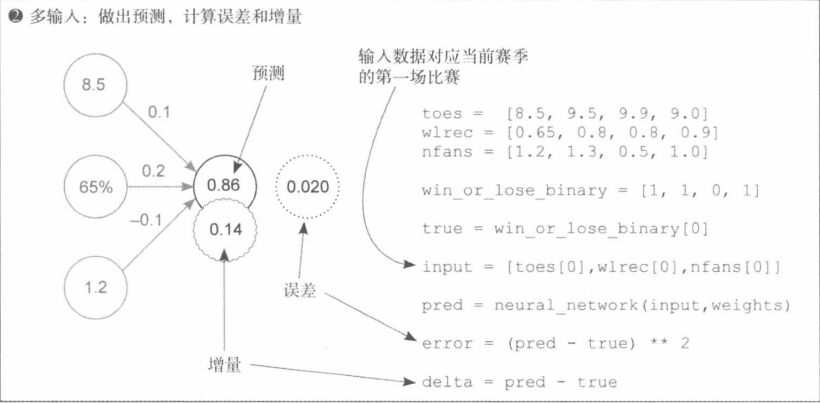 ❷ 多输入：做出预测，计算误差和增量
输入数据对应当前赛季
的第一场比赛
预测
8.5
0.1
65%
0.2
0.86
0.020
–0.1
0.14
1.2
误差
增量
toes = [8.5, 9.5, 9.9, 9.0]
wlrec = [0.65, 0.8, 0.8, 0.9]
nfans = [1.2, 1.3, 0.5, 1.0]
win_or_lose_binary = [1, 1, 0, 1]
true = win_or_lose_binary[0]
input = [toes[0],wlrec[0],nfans[0]]
pred = neural_network(input,weights)
error = (pred - true) ** 2
delta = pred - true